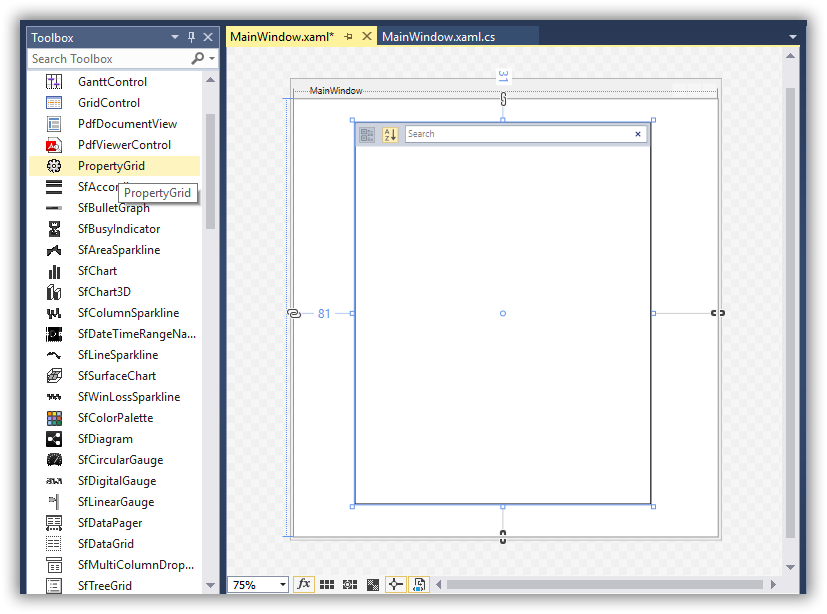 Toolbox
Search Toolbox
GanttControl
GridControl
PdfDocumentView
PdfViewerControl
PropertyGrid
PropertyGrid
SfBulletGraph
SfBusyIndicator
SfAreaSparkline
SfChart
SfChart3D
SfColumnSparkline
SfDateTimeRangeNa...
SfLineSparkline
SfSurfaceChart
SfWinLossSparkline
SfColorPalette
SfDiagram
SfCircularGauge
SfDigitalGauge
SfLinearGauge
SfDataPager
SfDataGrid
SfMultiColumnDrop...
SfTreeGrid
MainWindow.xaml*
MainWindow.xaml.cs
31
MainWindow
A
Z
Search
81
75%
fx